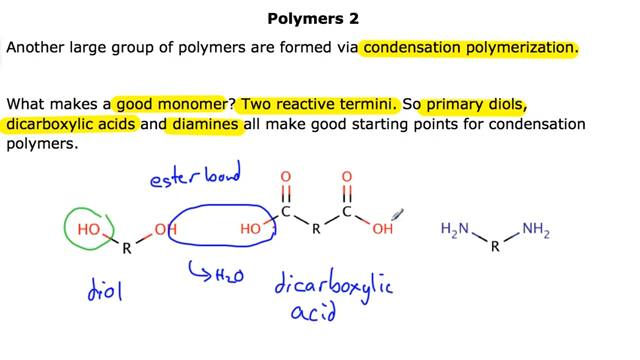 Polymers 2
Another large group of polymers are formed via condensation polymerization.
What makes a good monomer? Two reactive termini. So primary diols,
dicarboxylic acids and diamines all make good starting points for condensation
polymers.
ester bond
O O
C C
HO OH HO R OH H₂N NH₂
R R
↳H₂O
diol dicarboxylic
acid